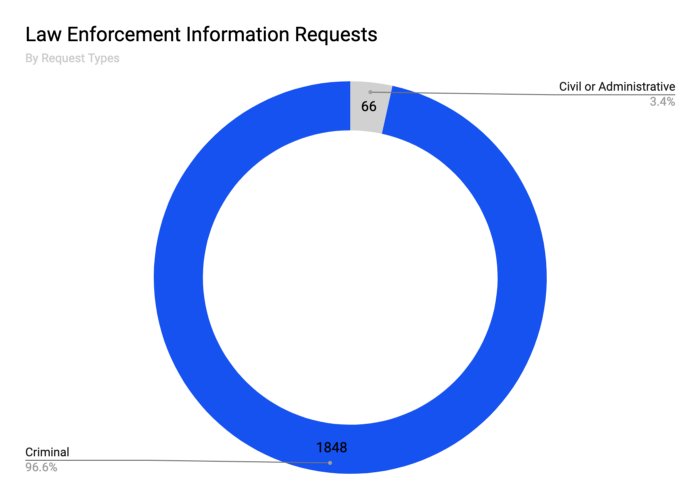 Law Enforcement Information Requests
By Request Types
Civil or Administrative
3.4%
66
1848
Criminal
96.6%